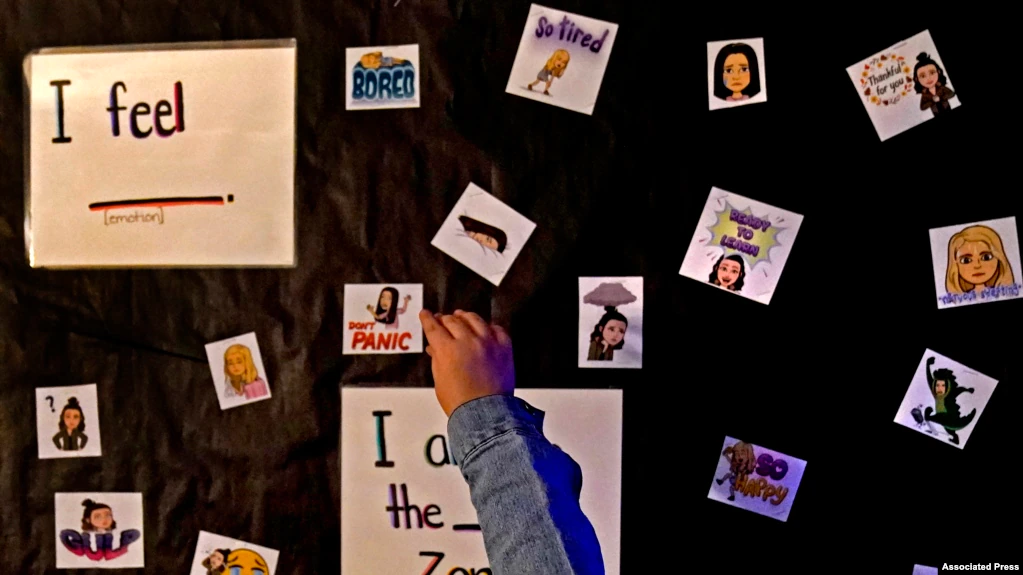 I feel
.
[emotion]
BORED
So tired
Thankful
for you
READY
TO
LEARN
"nervous sweating"
DON'T
PANIC
?
GULP
I a
the
Zon
SO
HAPPY
Associated Press